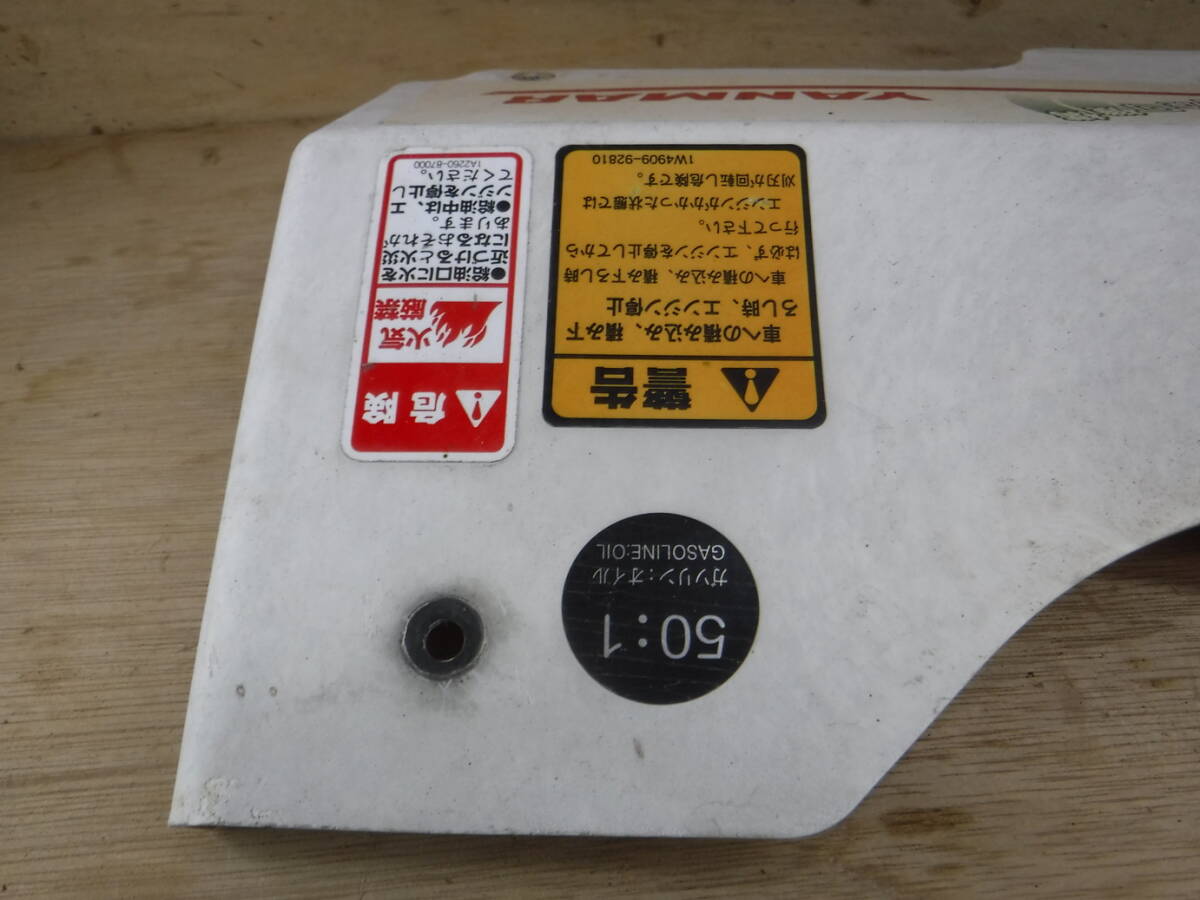 50:1
ガソリン:オイル
GASOLINE:OIL
警告
車への積み込み、積み下
ろし時、エンジン停止
車への積み込み、積み下ろし時
は必ず、エンジンを停止してから
行って下さい。
エンジンがかかった状態では
刈刃が回転し危険です。
1W4909-92810
危険
火気
厳禁
●給油口に火を
近づけると火災
になるおそれが
あります。
●給油中は、エ
ンジンを停止し
てください。
1A2260-87000
YANMAR